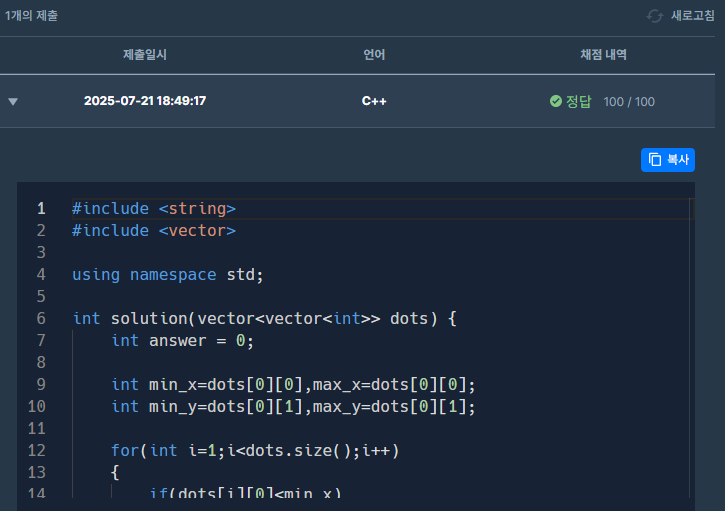 1개의 제출
새로고침
제출일시 언어 채점 내역
2025-07-21 18:49:17 C++ 정답 100 / 100
복사
1 #include <string>
2 #include <vector>
3
4 using namespace std;
5
6 int solution(vector<vector<int>> dots) {
7 int answer = 0;
8
9 int min_x=dots[0][0],max_x=dots[0][0];
10 int min_y=dots[0][1],max_y=dots[0][1];
11
12 for(int i=1;i<dots.size();i++)
13 {
14 if(dots[i][0]<min_x)